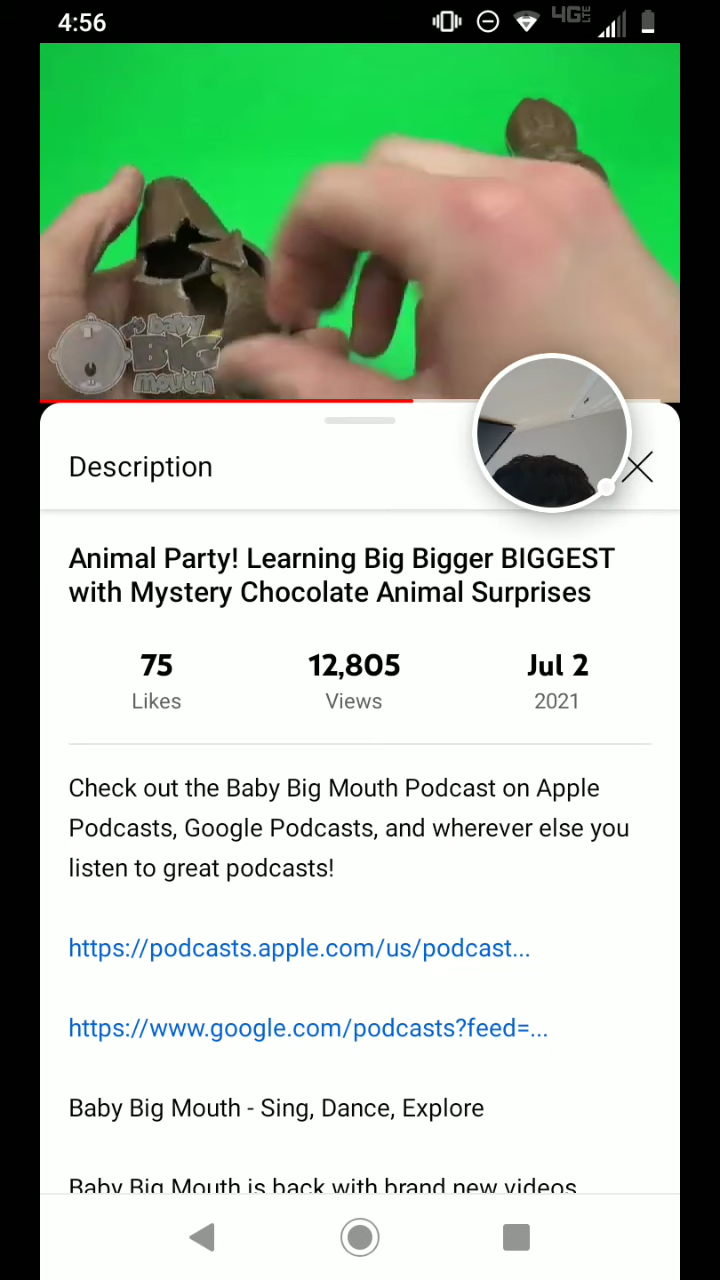 4:56
4G LTE
baby
BIG
mouth
Description
Animal Party! Learning Big Bigger BIGGEST
with Mystery Chocolate Animal Surprises
75
12,805
Jul 2
Likes
Views
2021
Check out the Baby Big Mouth Podcast on Apple
Podcasts, Google Podcasts, and wherever else you
listen to great podcasts!
https://podcasts.apple.com/us/podcast...
https://www.google.com/podcasts?feed=...
Baby Big Mouth - Sing, Dance, Explore
Baby Big Mouth is back with brand new videos